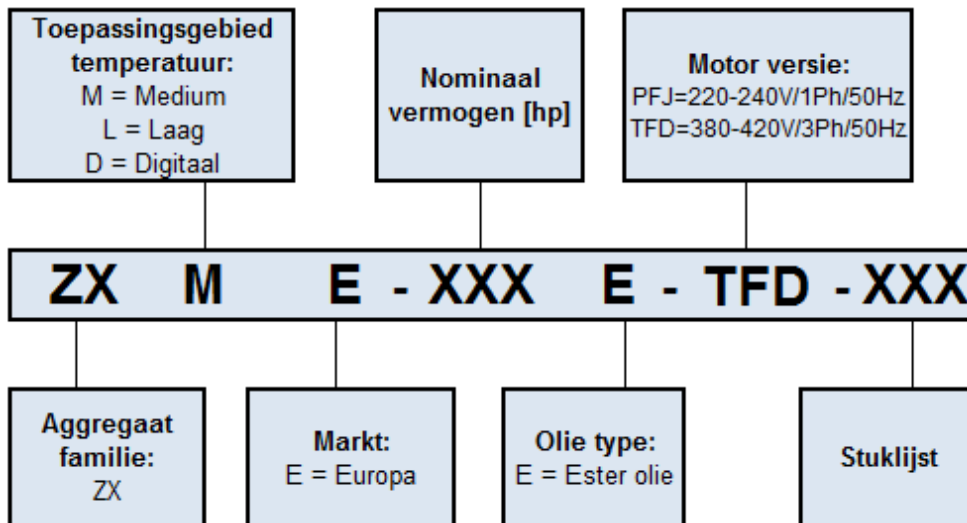 Toepassingsgebied
temperatuur:
M = Medium
L = Laag
D = Digitaal
Nominaal
vermogen [hp]
Motor versie:
PFJ=220-240V/1Ph/50Hz
TFD=380-420V/3Ph/50Hz
ZX M E - XXX E - TFD - XXX
Aggregaat
familie:
ZX
Markt:
E = Europa
Olie type:
E = Ester olie
Stuklijst